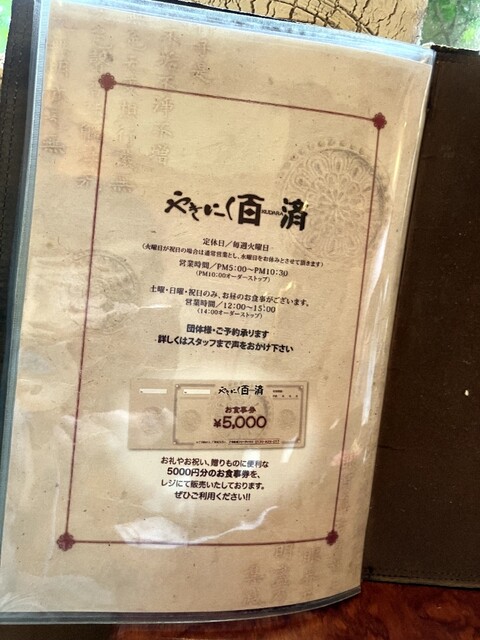 やきにし百済
KUDARA
定休日／毎週火曜日
（火曜日が祝日の場合は通常営業とし、水曜日をお休みとさせて頂きます）
営業時間／PM5:00〜PM10:30
（PM10:00オーダーストップ）
土曜・日曜・祝日のみ、お昼のお食事がございます。
営業時間／12:00〜15:00
（14:00オーダーストップ）
団体様・ご予約承ります
詳しくはスタッフまで声をおかけ下さい
やきにし百済
お食事券
¥5,000
お礼やお祝い、贈りものに便利な
5000円分のお食事券を、
レジにて販売いたしております。
ぜひご利用ください!!